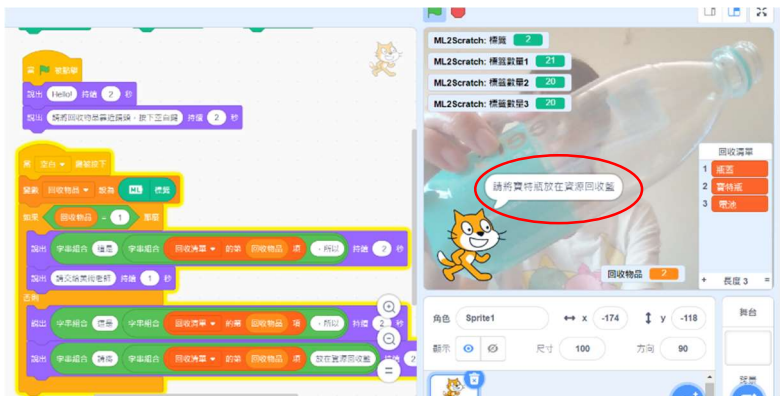 當 被點擊
說出 Hello! 持續 2 秒
說出 請將回收物品靠近鏡頭,按下空白鍵 持續 2 秒
當 空白 鍵被按下
變數 回收物品 設為 ML 標籤
如果 回收物品 = 1 那麼
說出 字串組合 這是 字串組合 回收清單 的第 回收物品 項 ,所以 持續 2 秒
說出 請交給美術老師 持續 1 秒
否則
說出 字串組合 這是 字串組合 回收清單 的第 回收物品 項 ,所以 持續 2 秒
說出 字串組合 請將 字串組合 回收清單 的第 回收物品 項 放在資源回收籃 2
ML2Scratch: 標籤 2
ML2Scratch: 標籤數量1 21
ML2Scratch: 標籤數量2 20
ML2Scratch: 標籤數量3 20
請將寶特瓶放在資源回收籃
回收清單
1 瓶蓋
2 寶特瓶
3 電池
+ 長度 3 =
回收物品 2
角色 Sprite1 x -174 y -118
顯示 尺寸 100 方向 90
舞台